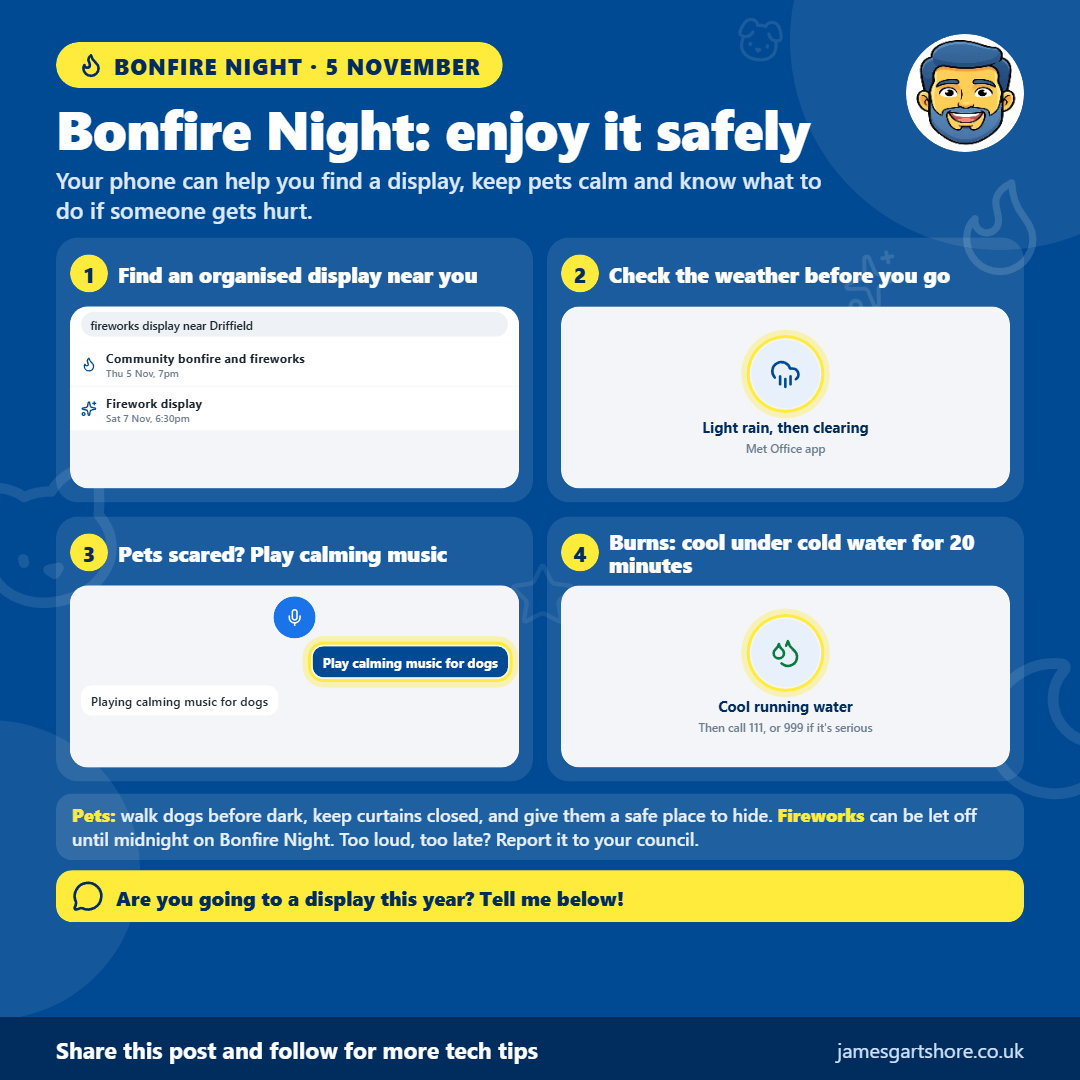 BONFIRE NIGHT · 5 NOVEMBER
Bonfire Night: enjoy it safely
Your phone can help you find a display, keep pets calm and know what to
do if someone gets hurt.
1 Find an organised display near you
fireworks display near Driffield
Community bonfire and fireworks
Thu 5 Nov, 7pm
Firework display
Sat 7 Nov, 6:30pm
2 Check the weather before you go
Light rain, then clearing
Met Office app
3 Pets scared? Play calming music
Play calming music for dogs
Playing calming music for dogs
4 Burns: cool under cold water for 20
minutes
Cool running water
Then call 111, or 999 if it's serious
Pets: walk dogs before dark, keep curtains closed, and give them a safe place to hide. Fireworks can be let off
until midnight on Bonfire Night. Too loud, too late? Report it to your council.
Are you going to a display this year? Tell me below!
Share this post and follow for more tech tips
jamesgartshore.co.uk